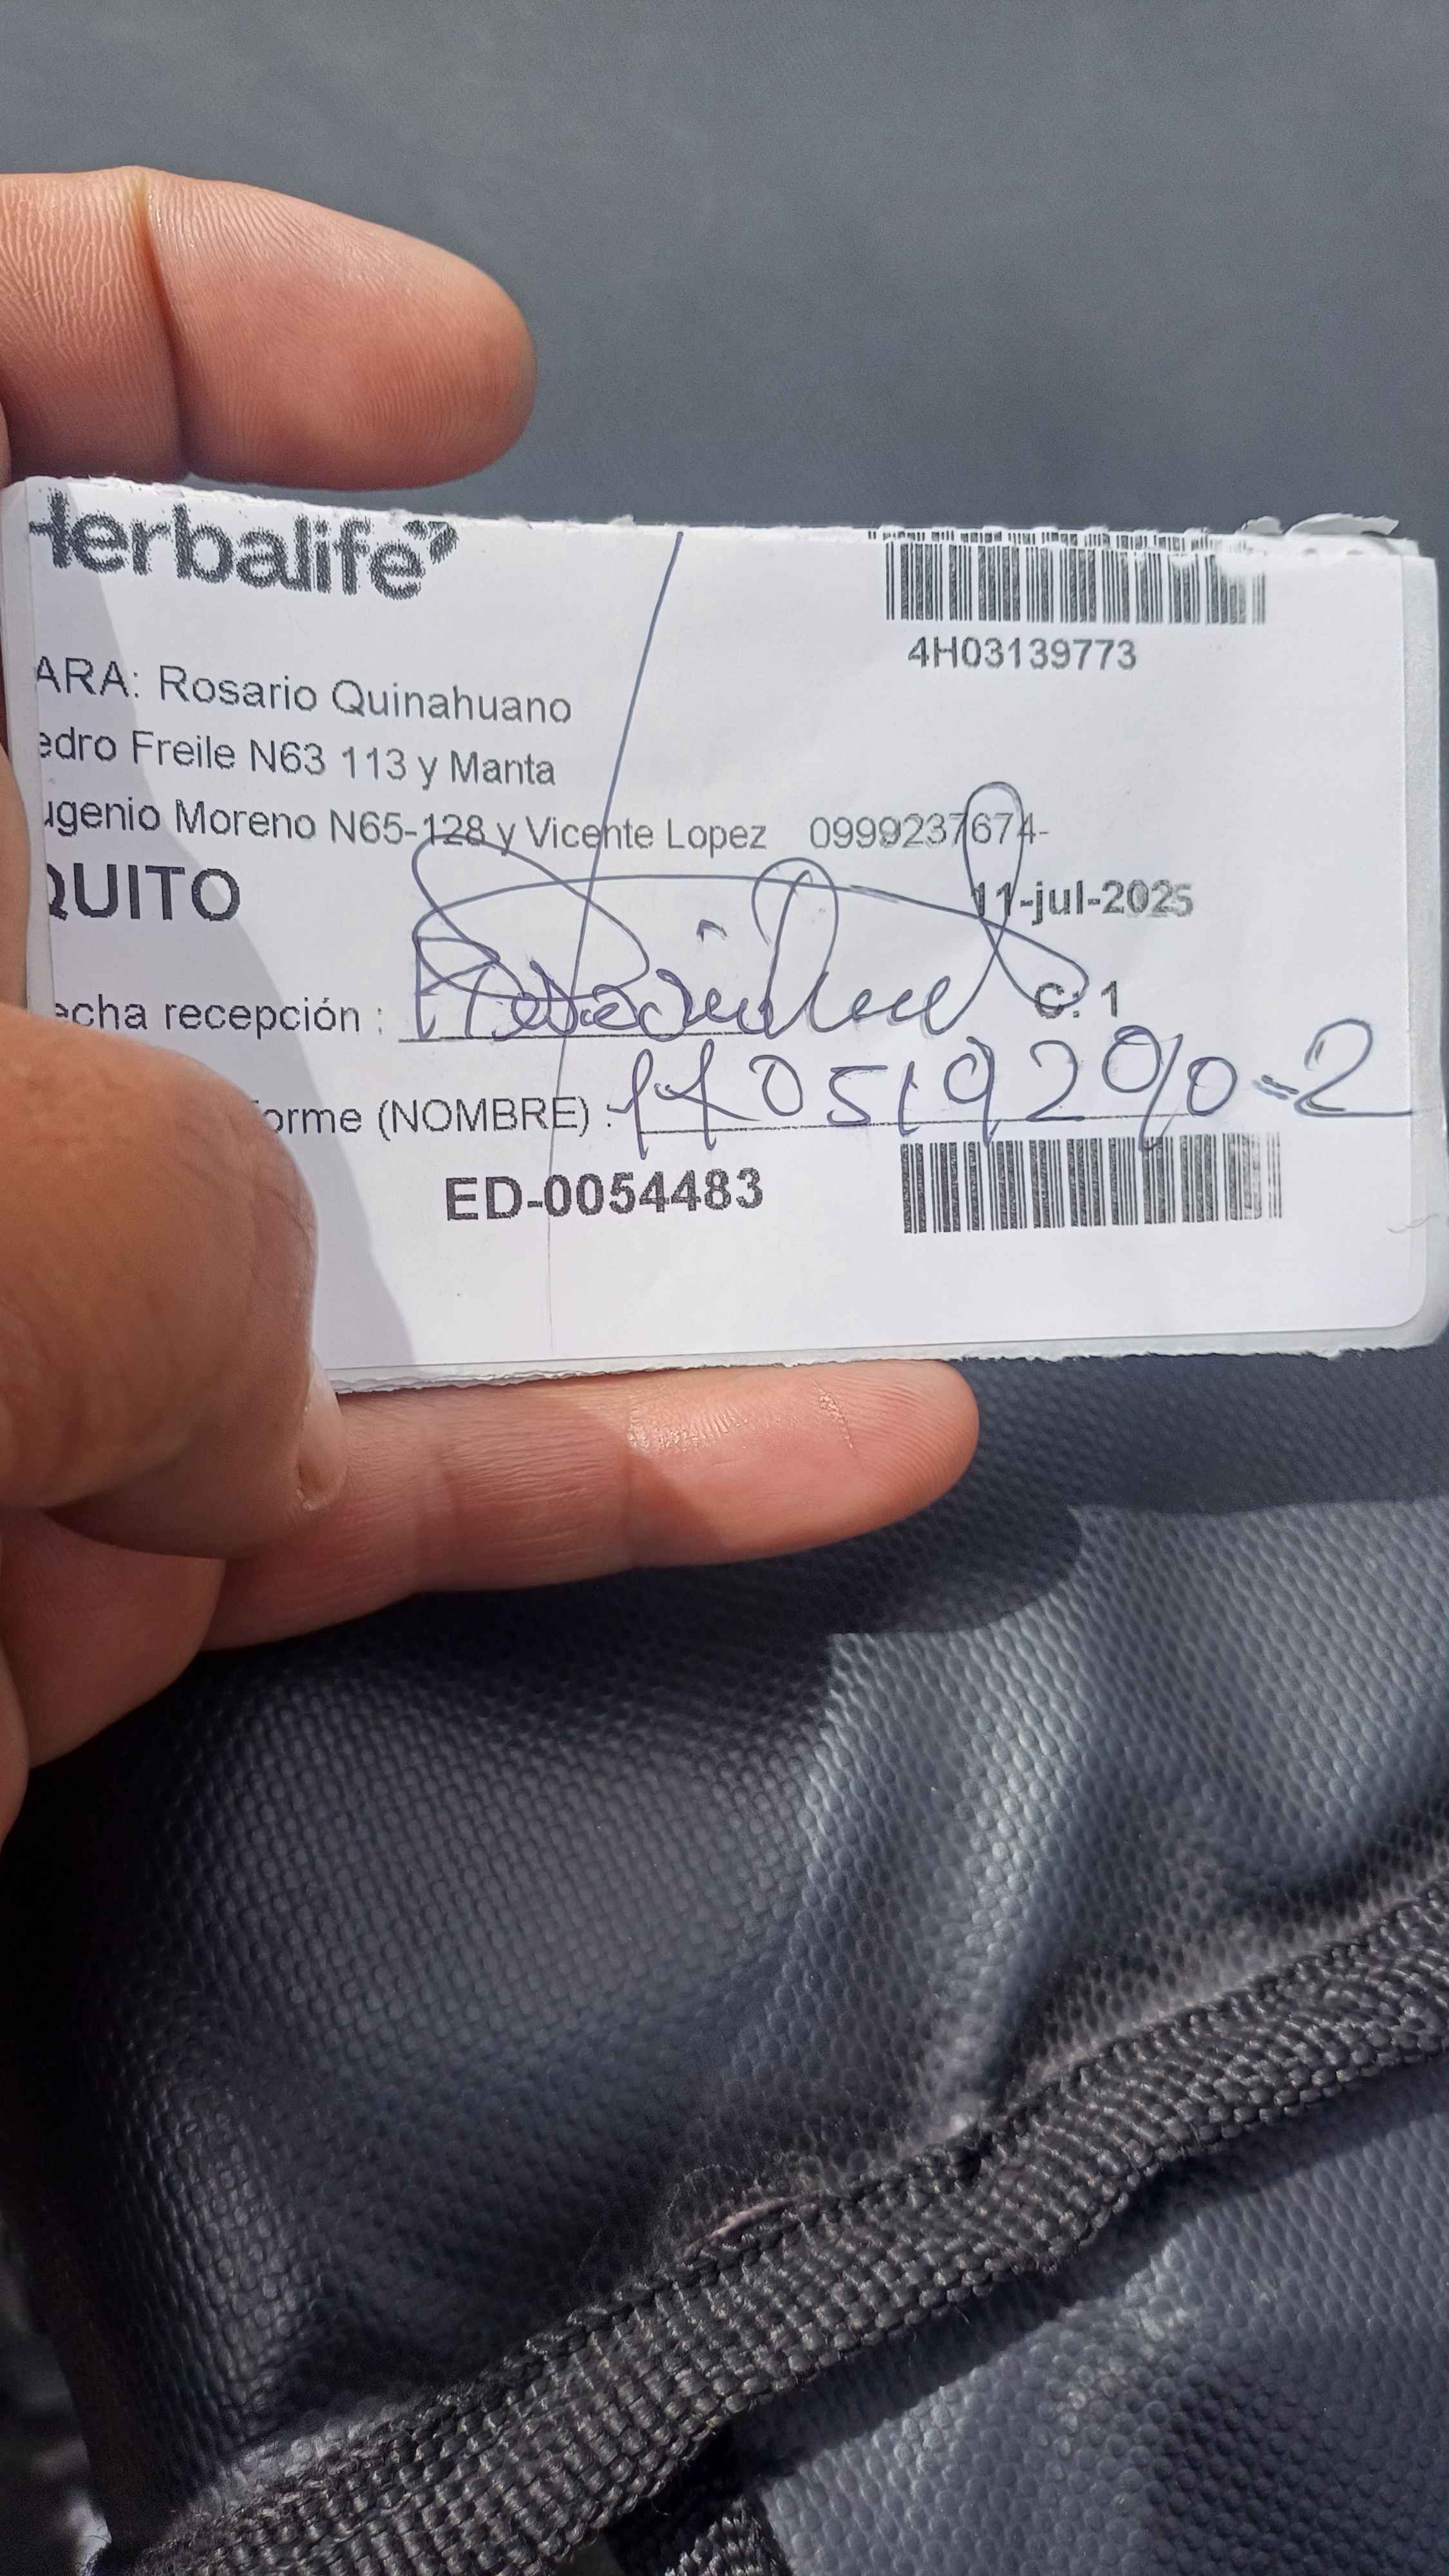 Herbalife
4H03139773
ARA: Rosario Quinahuano
edro Freile N63 113 y Manta
ugenio Moreno N65-128 y Vicente Lopez 0999237674-
QUITO
11-jul-2025
echa recepción :
C: 1
orme (NOMBRE) :
ED-0054483